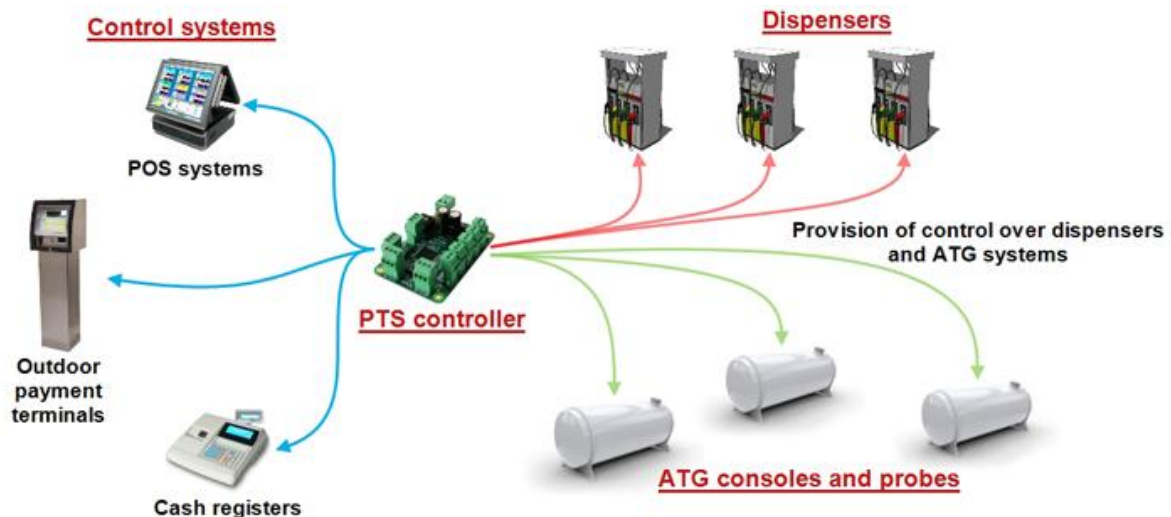 Control systems
Dispensers
POS systems
Provision of control over dispensers
and ATG systems
PTS controller
Outdoor
payment
terminals
ATG consoles and probes
Cash registers